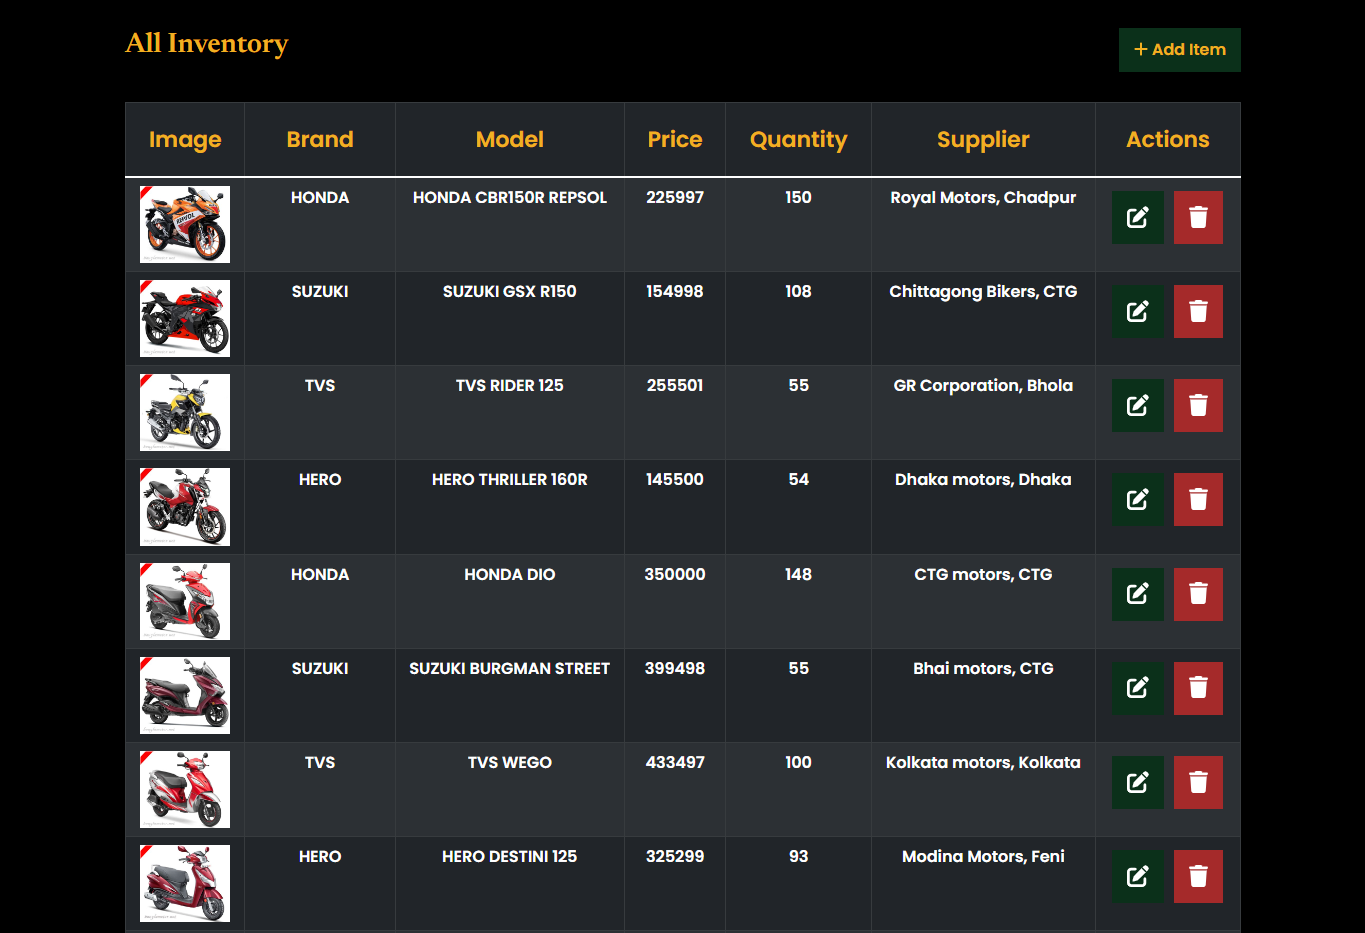 All Inventory
+ Add Item
Image Brand Model Price Quantity Supplier Actions
HONDA HONDA CBR150R REPSOL 225997 150 Royal Motors, Chadpur
REPSOL
SUZUKI SUZUKI GSX R150 154998 108 Chittagong Bikers, CTG
TVS TVS RIDER 125 255501 55 GR Corporation, Bhola
HERO HERO THRILLER 160R 145500 54 Dhaka motors, Dhaka
HONDA HONDA DIO 350000 148 CTG motors, CTG
SUZUKI SUZUKI BURGMAN STREET 399498 55 Bhai motors, CTG
TVS TVS WEGO 433497 100 Kolkata motors, Kolkata
HERO HERO DESTINI 125 325299 93 Modina Motors, Feni